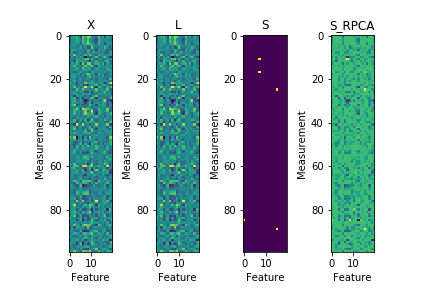 X L S S_RPCA
0 0 0 0
20 20 20 20
Measurement Measurement Measurement Measurement
40 40 40 40
60 60 60 60
80 80 80 80
0 10 0 10 0 10 0 10
Feature Feature Feature Feature